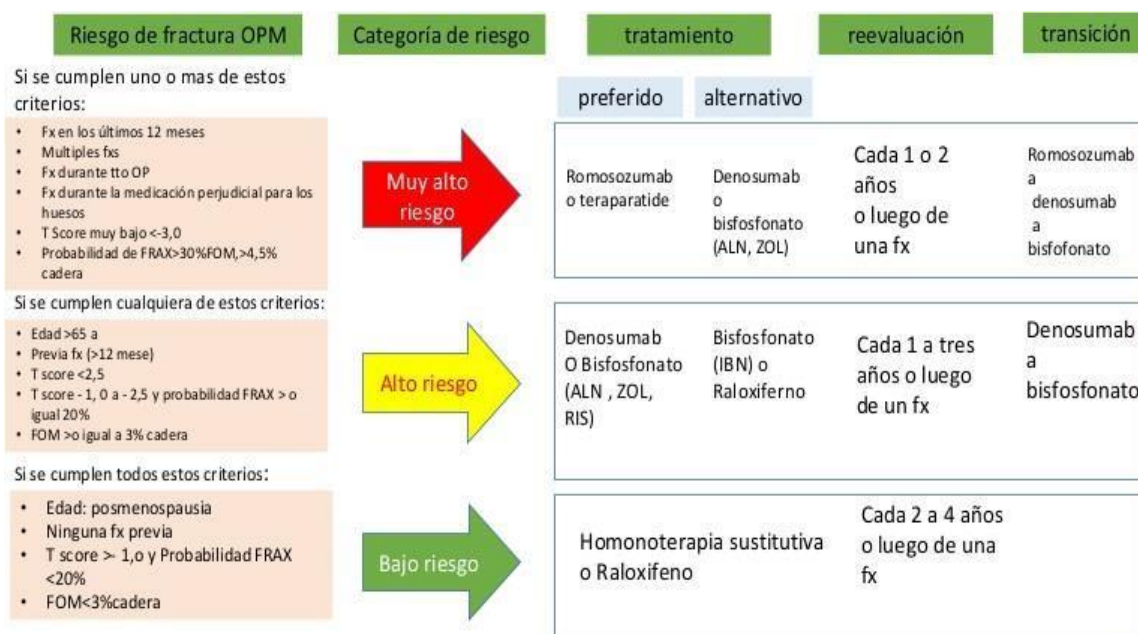 Riesgo de fractura OPM
Categoría de riesgo
tratamiento
reevaluación
transición
preferido
alternativo
Si se cumplen uno o mas de estos
criterios:
• Fx en los últimos 12 meses
• Multiples fxs
• Fx durante tto OP
• Fx durante la medicación perjudicial para los
huesos
• T Score muy bajo <-3,0
• Probabilidad de FRAX>30%FOM,>4,5%
cadera
Muy alto
riesgo
Romosozumab
o teraparatide
Denosumab
o
bisfosfonato
(ALN, ZOL)
Cada 1 o 2
años
o luego de
una fx
Romosozumab
a
denosumab
a
bisfofonato
Si se cumplen cualquiera de estos criterios:
• Edad >65 a
• Previa fx (>12 mese)
• T score <2,5
• T score - 1, 0 a - 2,5 y probabilidad FRAX > o
igual 20%
• FOM >o igual a 3% cadera
Alto riesgo
Denosumab
O Bisfosfonato
(ALN , ZOL,
RIS)
Bisfosfonato
(IBN) o
Raloxiferno
Cada 1 a tres
años o luego
de un fx
Denosumab
a
bisfosfonato
Si se cumplen todos estos criterios:
• Edad: posmenospausia
• Ninguna fx previa
• T score >- 1,o y Probabilidad FRAX
<20%
• FOM<3%cadera
Bajo riesgo
Homonoterapia sustitutiva
o Raloxifeno
Cada 2 a 4 años
o luego de una
fx